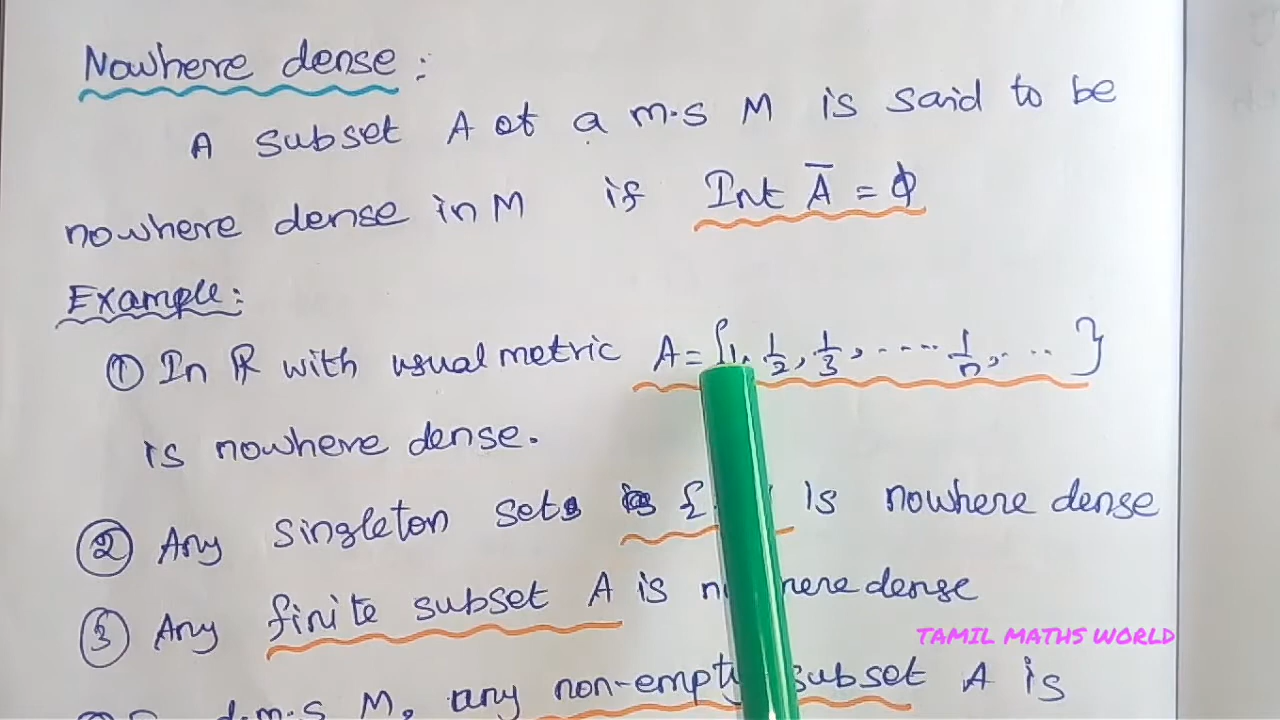 Nowhere dense :
A subset A of a m.s M is said to be
nowhere dense in M if Int A̅ = ϕ
Example:
① In ℝ with usual metric A = {1, 1/2, 1/3, ..... 1/n, ... }
is nowhere dense.
② Any singleton sets { is nowhere dense
③ Any finite subset A is dense
TAMIL MATHS WORLD
d.m.s M, any non-empty subset A is